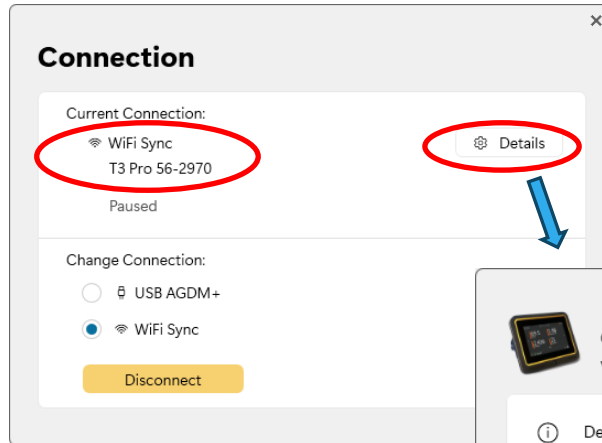 Connection
Current Connection:
WiFi Sync
Details
T3 Pro 56-2970
Paused
Change Connection:
USB AGDM+
WiFi Sync
Disconnect